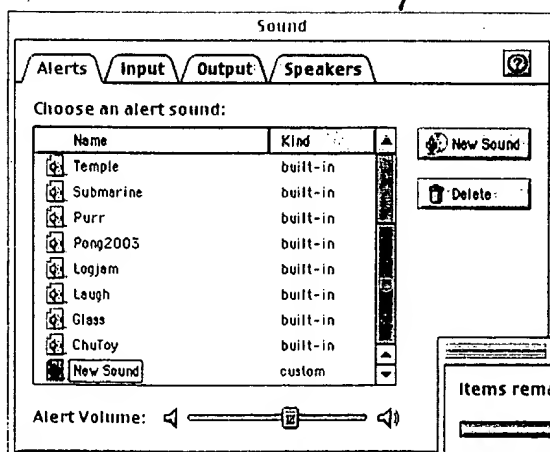 Sound
Alerts Input Output Speakers
Choose an alert sound:
Name Kind
New Sound
Temple built-in
Submarine built-in
Delete
Purr built-in
Pong2003 built-in
Logjam built-in
Laugh built-in
Glass built-in
ChuToy built-in
New Sound custom
Items rema
Alert Volume: